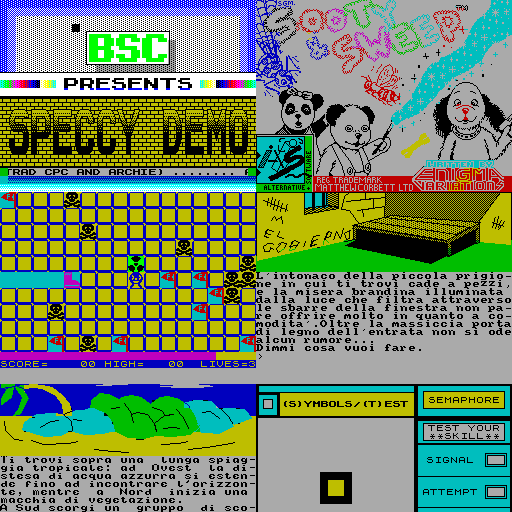 BSC
PRESENTS
SPECCY DEMO
(RAD CPC AND ARCHIE)
SGM
SOOTY
& SWEEP
TM
ALTERNATIVE
SOFTWARE
REG TRADEMARK
MATTHEW CORBETT LTD
WRITTEN BY
ENIGMA
VARIATIONS
SCORE= 00 HIGH= 00 LIVES=3
W
EL
GOBIERN
L'intonaco della piccola prigio-
ne in cui ti trovi cade a pezzi,
e la misera brandina illuminata
dalla luce che filtra attraverso
le sbarre della finestra non pa-
re offrire molto in quanto a co-
modita'.Oltre la massiccia porta
di legno dell'entrata non si ode
alcun rumore...
Dimmi cosa vuoi fare.
>
Ti trovi sopra una lunga spiag-
gia tropicale: ad Ovest la di-
stesa di acqua azzurra si esten-
de fino ad incontrare l'orizzon-
te, mentre a Nord inizia una
macchia di vegetazione.
A Sud scorgi un gruppo di sco-
(S)YMBOLS/(T)EST
SEMAPHORE
TEST YOUR
**SKILL**
SIGNAL
ATTEMPT